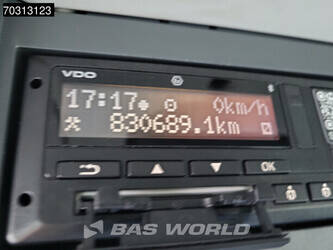 70313123
VDO
17:17 0km/h
830689.1km
OK
BAS WORLD